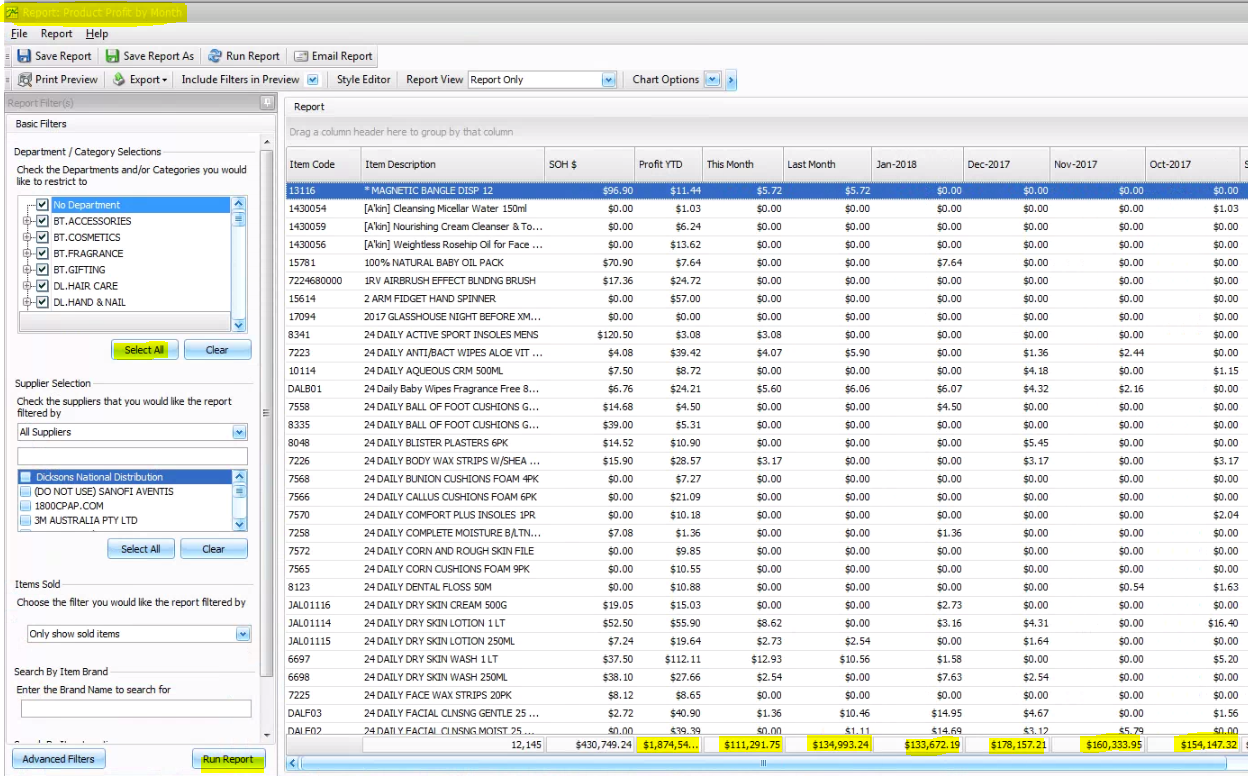 Report: Product Profit by Month
File Report Help
Save Report Save Report As Run Report Email Report
Print Preview Export Include Filters in Preview Style Editor Report View Report Only Chart Options
Report Filter(s)
Basic Filters
Department / Category Selections
Check the Departments and/or Categories you would
like to restrict to
No Department
BT.ACCESSORIES
BT.COSMETICS
BT.FRAGRANCE
BT.GIFTING
DL.HAIR CARE
DL.HAND & NAIL
Select All Clear
Supplier Selection
Check the suppliers that you would like the report
filtered by
All Suppliers
Dicksons National Distribution
(DO NOT USE) SANOFI AVENTIS
1800CPAP.COM
3M AUSTRALIA PTY LTD
Select All Clear
Items Sold
Choose the filter you would like the report filtered by
Only show sold items
Search By Item Brand
Enter the Brand Name to search for
Advanced Filters Run Report
Report
Drag a column header here to group by that column
Item Code Item Description SOH $ Profit YTD This Month Last Month Jan-2018 Dec-2017 Nov-2017 Oct-2017
13116 * MAGNETIC BANGLE DISP 12 $96.90 $11.44 $5.72 $5.72 $0.00 $0.00 $0.00 $0.00
1430054 [A'kin] Cleansing Micellar Water 150ml $0.00 $1.03 $0.00 $0.00 $0.00 $0.00 $0.00 $1.03
1430059 [A'kin] Nourishing Cream Cleanser & To... $0.00 $6.24 $0.00 $0.00 $0.00 $0.00 $0.00 $0.00
1430056 [A'kin] Weightless Rosehip Oil for Face ... $0.00 $13.62 $0.00 $0.00 $0.00 $0.00 $0.00 $0.00
15781 100% NATURAL BABY OIL PACK $70.90 $7.64 $0.00 $0.00 $7.64 $0.00 $0.00 $0.00
7224680000 1RV AIRBRUSH EFFECT BLNDNG BRUSH $17.36 $24.72 $0.00 $0.00 $0.00 $0.00 $0.00 $0.00
15614 2 ARM FIDGET HAND SPINNER $0.00 $57.00 $0.00 $0.00 $0.00 $0.00 $0.00 $0.00
17094 2017 GLASSHOUSE NIGHT BEFORE XM... $0.00 $0.00 $0.00 $0.00 $0.00 $0.00 $0.00 $0.00
8341 24 DAILY ACTIVE SPORT INSOLES MENS $120.50 $3.08 $3.08 $0.00 $0.00 $0.00 $0.00 $0.00
7223 24 DAILY ANTI/BACT WIPES ALOE VIT ... $4.08 $39.42 $4.07 $5.90 $0.00 $1.36 $2.44 $0.00
10114 24 DAILY AQUEOUS CRM 500ML $7.50 $8.72 $0.00 $0.00 $0.00 $4.18 $0.00 $1.15
DALB01 24 Daily Baby Wipes Fragrance Free 8... $6.76 $24.21 $5.60 $6.06 $6.07 $4.32 $2.16 $0.00
7558 24 DAILY BALL OF FOOT CUSHIONS G... $14.68 $4.50 $0.00 $0.00 $4.50 $0.00 $0.00 $0.00
8335 24 DAILY BALL OF FOOT CUSHIONS G... $39.00 $5.31 $0.00 $0.00 $0.00 $0.00 $0.00 $0.00
8048 24 DAILY BLISTER PLASTERS 6PK $14.52 $10.90 $0.00 $0.00 $0.00 $5.45 $0.00 $0.00
7226 24 DAILY BODY WAX STRIPS W/SHEA ... $15.90 $28.57 $3.17 $0.00 $0.00 $3.17 $0.00 $3.17
7568 24 DAILY BUNION CUSHIONS FOAM 4PK $0.00 $7.27 $0.00 $0.00 $0.00 $0.00 $0.00 $0.00
7566 24 DAILY CALLUS CUSHIONS FOAM 6PK $0.00 $21.09 $0.00 $0.00 $0.00 $0.00 $0.00 $0.00
7570 24 DAILY COMFORT PLUS INSOLES 1PR $0.00 $10.18 $0.00 $0.00 $0.00 $0.00 $0.00 $2.04
7258 24 DAILY COMPLETE MOISTURE B/LTN... $7.08 $1.36 $0.00 $0.00 $1.36 $0.00 $0.00 $0.00
7572 24 DAILY CORN AND ROUGH SKIN FILE $0.00 $9.85 $0.00 $0.00 $0.00 $0.00 $0.00 $0.00
7565 24 DAILY CORN CUSHIONS FOAM 9PK $0.00 $10.55 $0.00 $0.00 $0.00 $0.00 $0.00 $0.00
8123 24 DAILY DENTAL FLOSS 50M $0.00 $10.88 $0.00 $0.00 $0.00 $0.00 $0.54 $1.63
JAL01116 24 DAILY DRY SKIN CREAM 500G $19.05 $15.03 $0.00 $0.00 $2.73 $0.00 $0.00 $0.00
JAL01114 24 DAILY DRY SKIN LOTION 1 LT $52.50 $55.90 $8.62 $0.00 $3.16 $4.31 $0.00 $16.40
JAL01115 24 DAILY DRY SKIN LOTION 250ML $7.24 $19.64 $2.73 $2.54 $0.00 $1.64 $0.00 $0.00
6697 24 DAILY DRY SKIN WASH 1 LT $37.50 $112.11 $12.93 $10.56 $1.58 $0.00 $0.00 $5.20
6698 24 DAILY DRY SKIN WASH 250ML $38.10 $27.66 $2.54 $0.00 $7.63 $2.54 $0.00 $0.00
7225 24 DAILY FACE WAX STRIPS 20PK $8.12 $8.65 $0.00 $0.00 $0.00 $0.00 $0.00 $0.00
DALF03 24 DAILY FACIAL CLNSNG GENTLE 25 ... $2.72 $40.90 $1.36 $10.46 $14.95 $4.67 $0.00 $1.56
DALF02 24 DAILY FACIAL CLNSNG MOIST 25 ... $0.00 $39.39 $0.00 $1.11 $14.69 $3.12 $5.79 $0.00
12,145 $430,749.24 $1,874,54... $111,291.75 $134,993.24 $133,672.19 $178,157.21 $160,333.95 $154,147.32